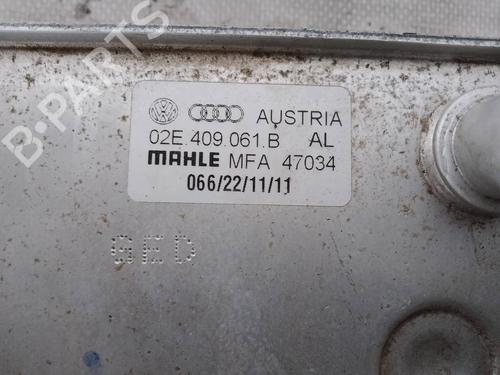 AUSTRIA
02E.409.061.B AL
MAHLE MFA 47034
066/22/11/11
GED
B-PARTS